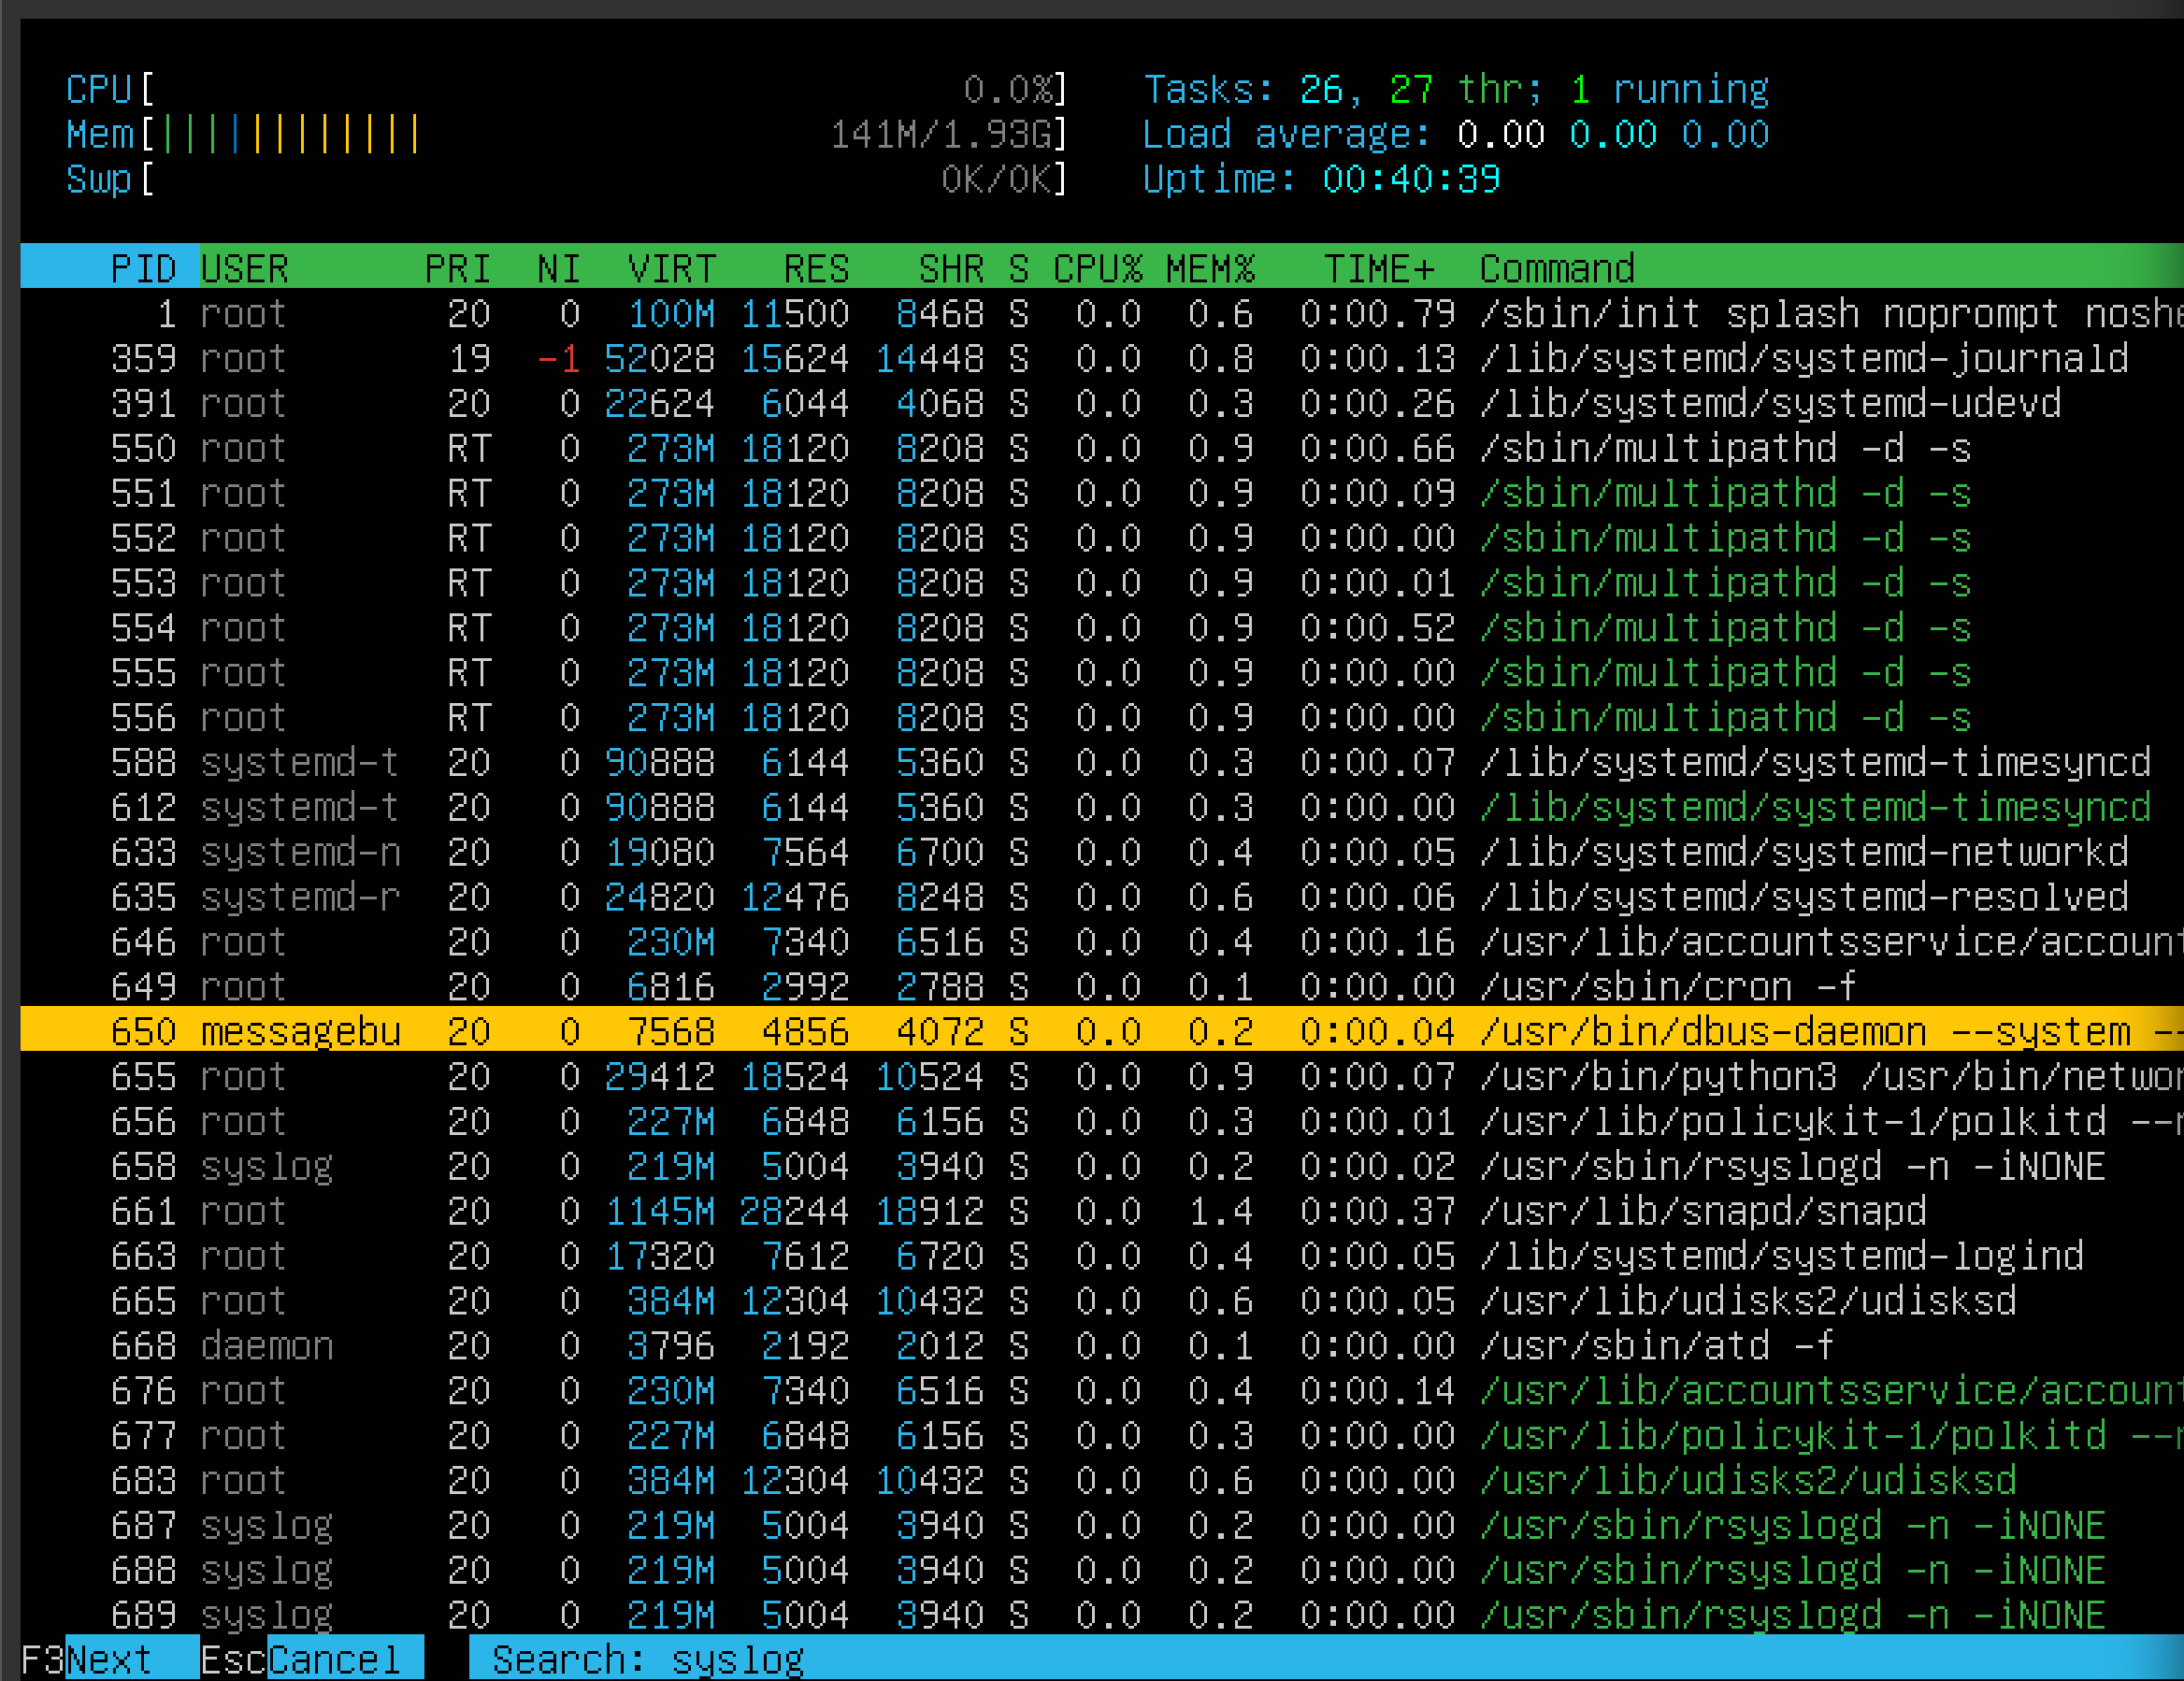 CPU[ 0.0%] Tasks: 26, 27 thr; 1 running
Mem[|||||||||||| 141M/1.93G] Load average: 0.00 0.00 0.00
Swp[ 0K/0K] Uptime: 00:40:39
PID USER PRI NI VIRT RES SHR S CPU% MEM% TIME+ Command
1 root 20 0 100M 11500 8468 S 0.0 0.6 0:00.79 /sbin/init splash noprompt noshe
359 root 19 -1 52028 15624 14448 S 0.0 0.8 0:00.13 /lib/systemd/systemd-journald
391 root 20 0 22624 6044 4068 S 0.0 0.3 0:00.26 /lib/systemd/systemd-udevd
550 root RT 0 273M 18120 8208 S 0.0 0.9 0:00.66 /sbin/multipathd -d -s
551 root RT 0 273M 18120 8208 S 0.0 0.9 0:00.09 /sbin/multipathd -d -s
552 root RT 0 273M 18120 8208 S 0.0 0.9 0:00.00 /sbin/multipathd -d -s
553 root RT 0 273M 18120 8208 S 0.0 0.9 0:00.01 /sbin/multipathd -d -s
554 root RT 0 273M 18120 8208 S 0.0 0.9 0:00.52 /sbin/multipathd -d -s
555 root RT 0 273M 18120 8208 S 0.0 0.9 0:00.00 /sbin/multipathd -d -s
556 root RT 0 273M 18120 8208 S 0.0 0.9 0:00.00 /sbin/multipathd -d -s
588 systemd-t 20 0 90888 6144 5360 S 0.0 0.3 0:00.07 /lib/systemd/systemd-timesyncd
612 systemd-t 20 0 90888 6144 5360 S 0.0 0.3 0:00.00 /lib/systemd/systemd-timesyncd
633 systemd-n 20 0 19080 7564 6700 S 0.0 0.4 0:00.05 /lib/systemd/systemd-networkd
635 systemd-r 20 0 24820 12476 8248 S 0.0 0.6 0:00.06 /lib/systemd/systemd-resolved
646 root 20 0 230M 7340 6516 S 0.0 0.4 0:00.16 /usr/lib/accountsservice/account
649 root 20 0 6816 2992 2788 S 0.0 0.1 0:00.00 /usr/sbin/cron -f
650 messagebu 20 0 7568 4856 4072 S 0.0 0.2 0:00.04 /usr/bin/dbus-daemon --system --
655 root 20 0 29412 18524 10524 S 0.0 0.9 0:00.07 /usr/bin/python3 /usr/bin/networ
656 root 20 0 227M 6848 6156 S 0.0 0.3 0:00.01 /usr/lib/policykit-1/polkitd --n
658 syslog 20 0 219M 5004 3940 S 0.0 0.2 0:00.02 /usr/sbin/rsyslogd -n -iNONE
661 root 20 0 1145M 28244 18912 S 0.0 1.4 0:00.37 /usr/lib/snapd/snapd
663 root 20 0 17320 7612 6720 S 0.0 0.4 0:00.05 /lib/systemd/systemd-logind
665 root 20 0 384M 12304 10432 S 0.0 0.6 0:00.05 /usr/lib/udisks2/udisksd
668 daemon 20 0 3796 2192 2012 S 0.0 0.1 0:00.00 /usr/sbin/atd -f
676 root 20 0 230M 7340 6516 S 0.0 0.4 0:00.14 /usr/lib/accountsservice/account
677 root 20 0 227M 6848 6156 S 0.0 0.3 0:00.00 /usr/lib/policykit-1/polkitd --n
683 root 20 0 384M 12304 10432 S 0.0 0.6 0:00.00 /usr/lib/udisks2/udisksd
687 syslog 20 0 219M 5004 3940 S 0.0 0.2 0:00.00 /usr/sbin/rsyslogd -n -iNONE
688 syslog 20 0 219M 5004 3940 S 0.0 0.2 0:00.00 /usr/sbin/rsyslogd -n -iNONE
689 syslog 20 0 219M 5004 3940 S 0.0 0.2 0:00.00 /usr/sbin/rsyslogd -n -iNONE
F3Next EscCancel Search: syslog